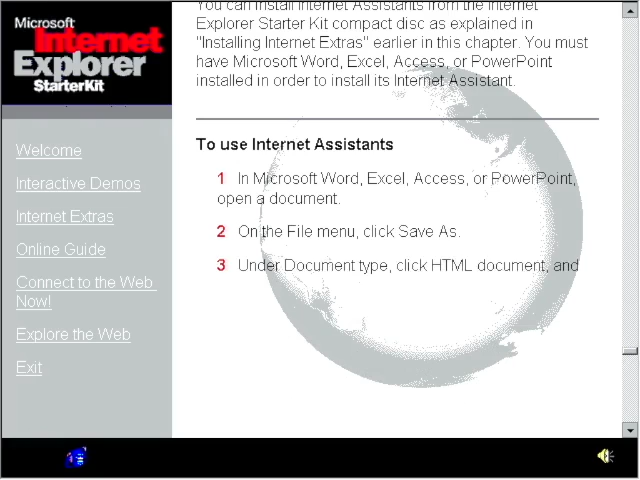 Microsoft
Internet
Explorer
StarterKit
Welcome
Interactive Demos
Internet Extras
Online Guide
Connect to the Web
Now!
Explore the Web
Exit
You can install Internet Assistants from the Internet
Explorer Starter Kit compact disc as explained in
"Installing Internet Extras" earlier in this chapter. You must
have Microsoft Word, Excel, Access, or PowerPoint
installed in order to install its Internet Assistant.
To use Internet Assistants
1 In Microsoft Word, Excel, Access, or PowerPoint,
open a document.
2 On the File menu, click Save As.
3 Under Document type, click HTML document, and